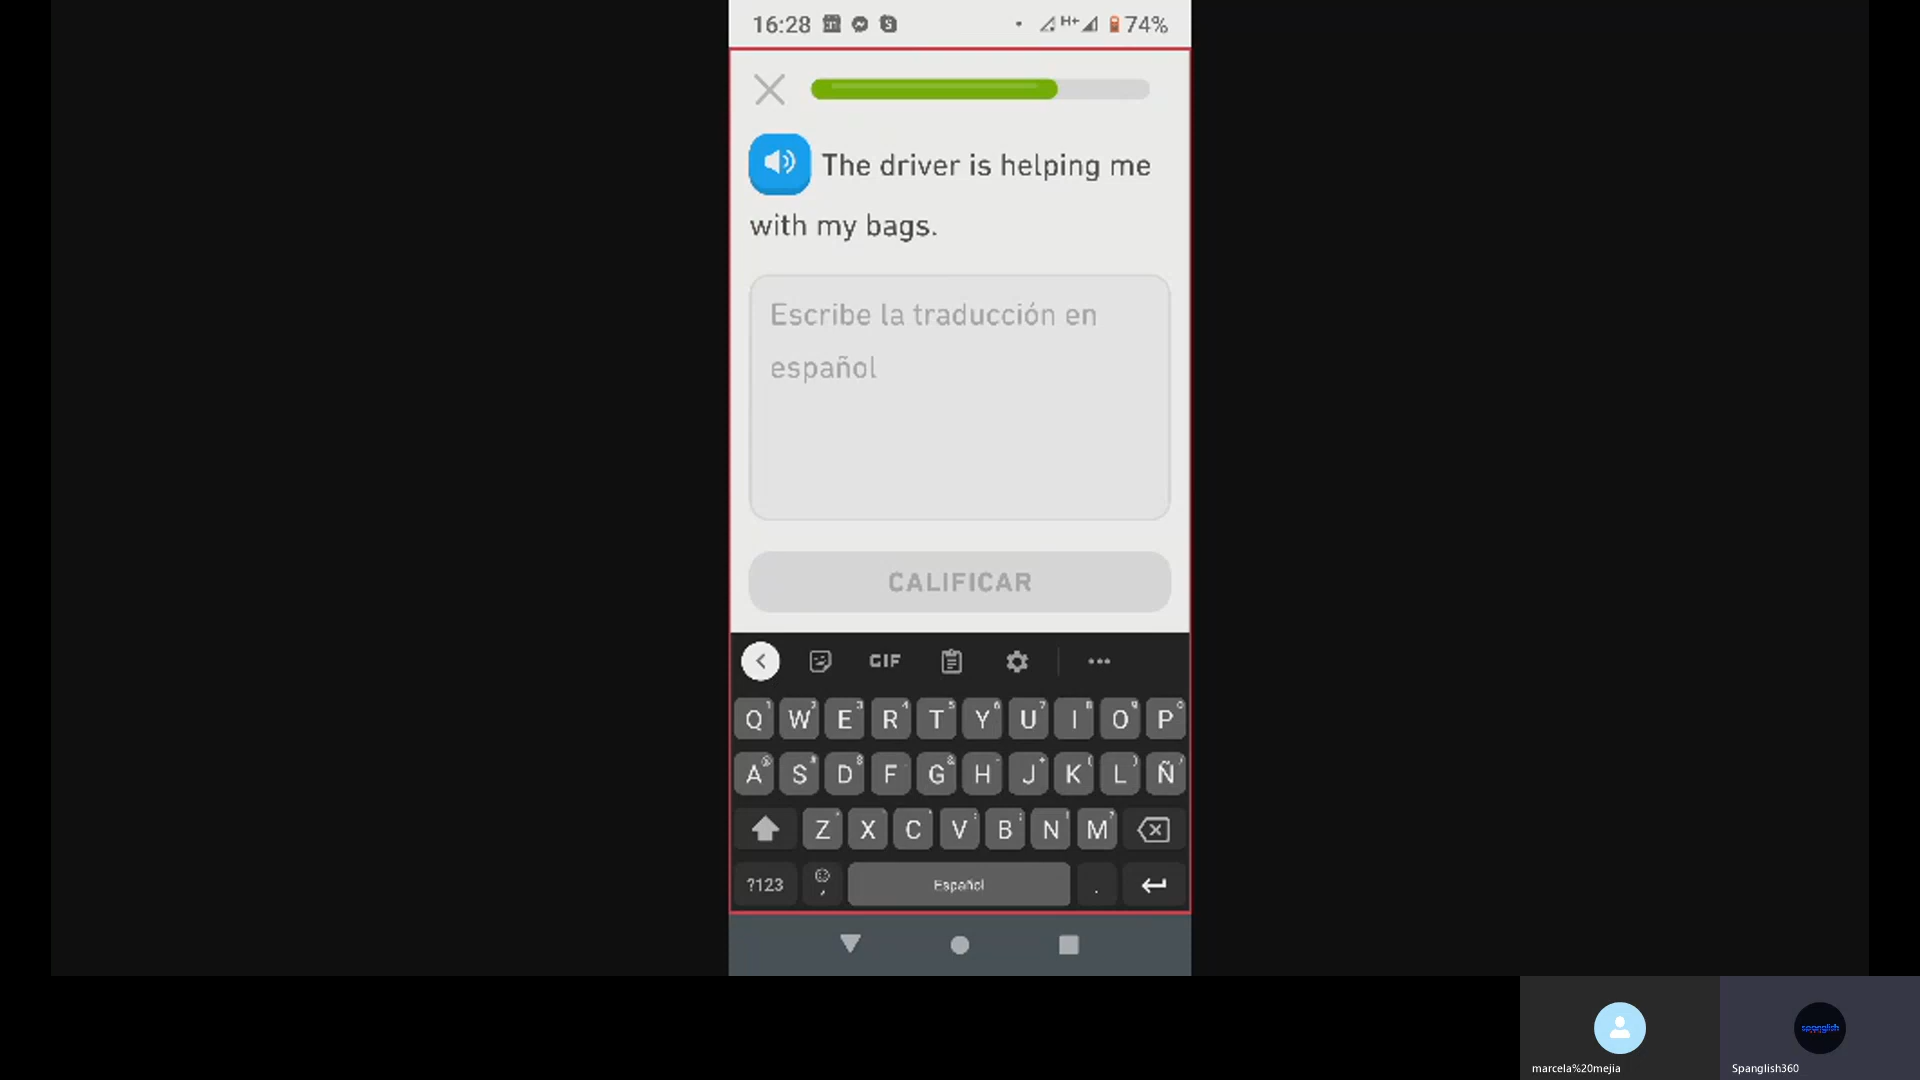 16:28 H+ 74%
The driver is helping me
with my bags.
Escribe la traducción en
español
CALIFICAR
GIF
Q W E R T Y U I O P
A S D F G H J K L Ñ
Z X C V B N M
?123 , Español .
spanglish
marcela%20mejia Spanglish360